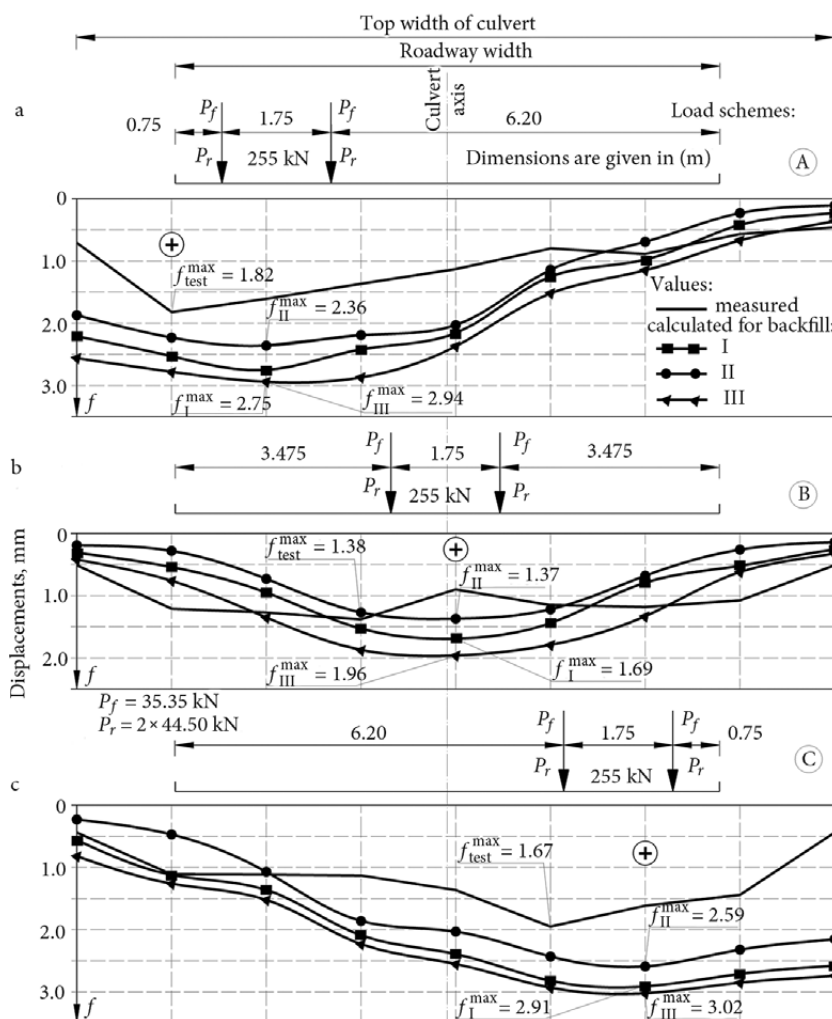 Top width of culvert
Roadway width
a
P_f
P_f
Culvert axis
Load schemes:
0.75
1.75
6.20
P_r
255 kN
P_r
Dimensions are given in (m)
A
0
1.0
2.0
3.0
f
+
f_test^max = 1.82
f_II^max = 2.36
f_I^max = 2.75
f_III^max = 2.94
Values:
measured
calculated for backfill:
I
II
III
b
P_f
P_f
3.475
1.75
3.475
P_r
255 kN
P_r
B
0
1.0
2.0
f
f_test^max = 1.38
+
f_II^max = 1.37
f_III^max = 1.96
f_I^max = 1.69
Displacements, mm
P_f = 35.35 kN
P_r = 2 × 44.50 kN
c
6.20
P_f
1.75
P_f
0.75
P_r
255 kN
P_r
C
0
1.0
2.0
3.0
f
f_test^max = 1.67
+
f_II^max = 2.59
f_I^max = 2.91
f_III^max = 3.02